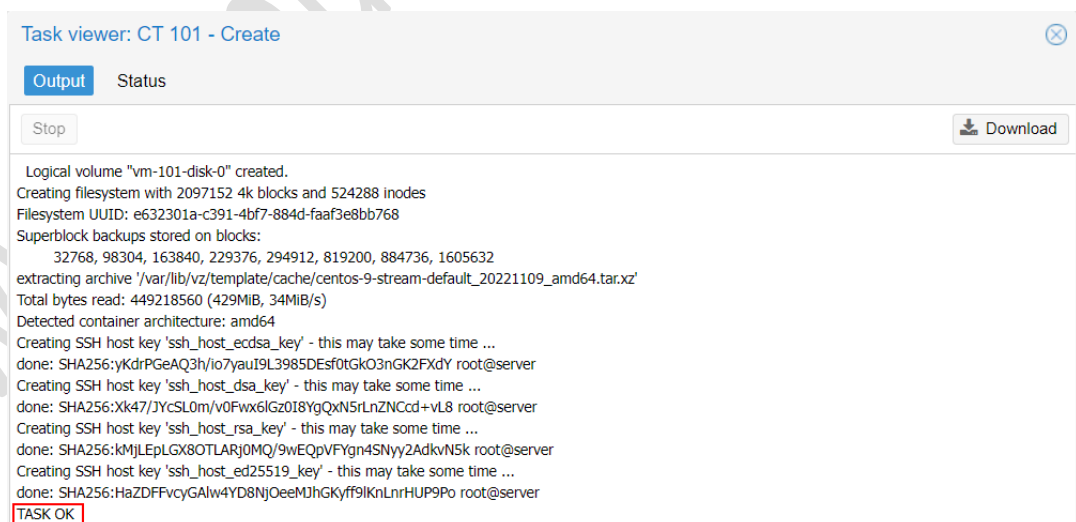 Task viewer: CT 101 - Create
Output Status
Stop Download
Logical volume "vm-101-disk-0" created.
Creating filesystem with 2097152 4k blocks and 524288 inodes
Filesystem UUID: e632301a-c391-4bf7-884d-faaf3e8bb768
Superblock backups stored on blocks:
32768, 98304, 163840, 229376, 294912, 819200, 884736, 1605632
extracting archive '/var/lib/vz/template/cache/centos-9-stream-default_20221109_amd64.tar.xz'
Total bytes read: 449218560 (429MiB, 34MiB/s)
Detected container architecture: amd64
Creating SSH host key 'ssh_host_ecdsa_key' - this may take some time ...
done: SHA256:yKdrPGeAQ3h/io7yauI9L3985DEsf0tGkO3nGK2FXdY root@server
Creating SSH host key 'ssh_host_dsa_key' - this may take some time ...
done: SHA256:Xk47/JYcSL0m/v0Fwx6lGz0I8YgQxN5rLnZNCcd+vL8 root@server
Creating SSH host key 'ssh_host_rsa_key' - this may take some time ...
done: SHA256:kMjLEpLGX8OTLARj0MQ/9wEQpVFYgn4SNyy2AdkvN5k root@server
Creating SSH host key 'ssh_host_ed25519_key' - this may take some time ...
done: SHA256:HaZDFFvcyGAlw4YD8NjOeeMJhGKyff9lKnLnrHUP9Po root@server
TASK OK